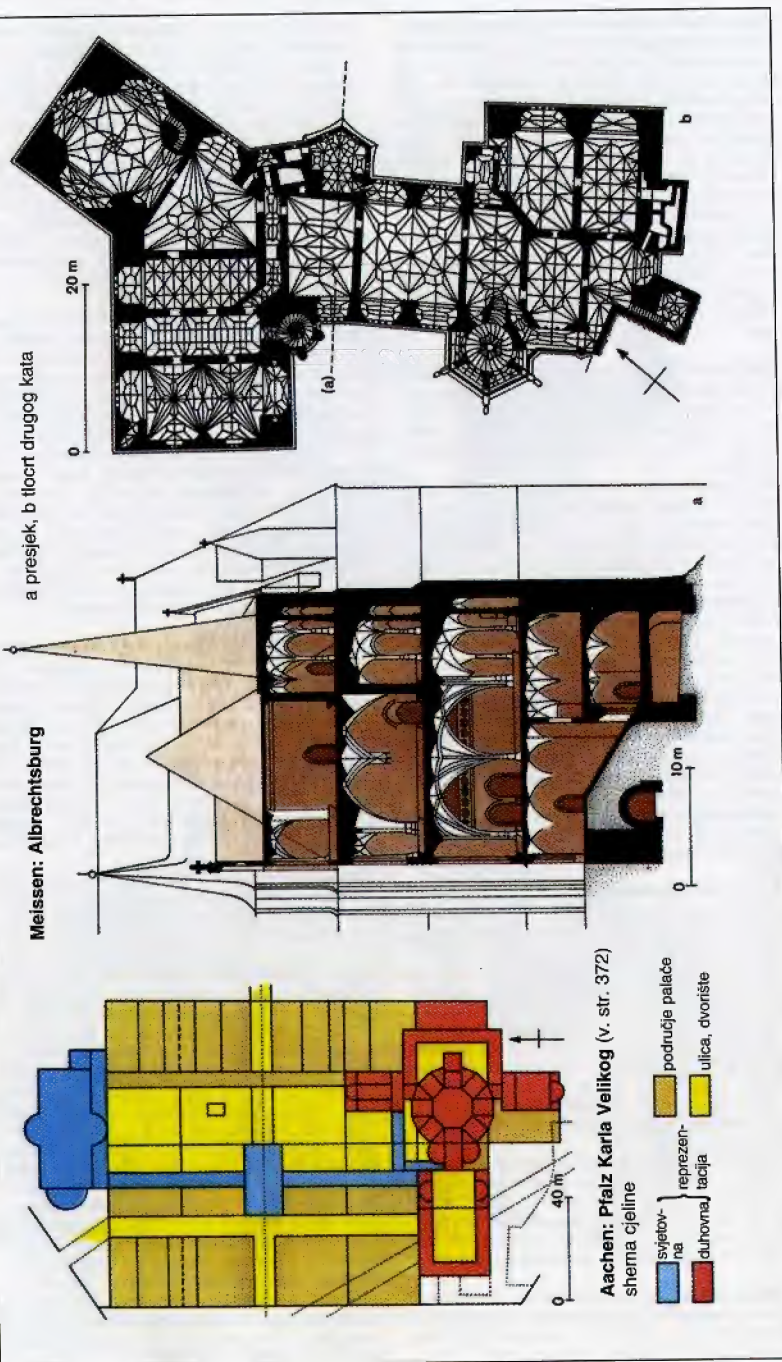 Meissen: Albrechtsburg
a presjek, b tlocrt drugog kata
0 20 m
(a)
b
a
0 10 m
0 40 m
Aachen: Pfalz Karla Velikog (v. str. 372)
shema cjeline
svjetov-
na
duhovna
reprezen-
tacija
područje palače
ulica, dvorište